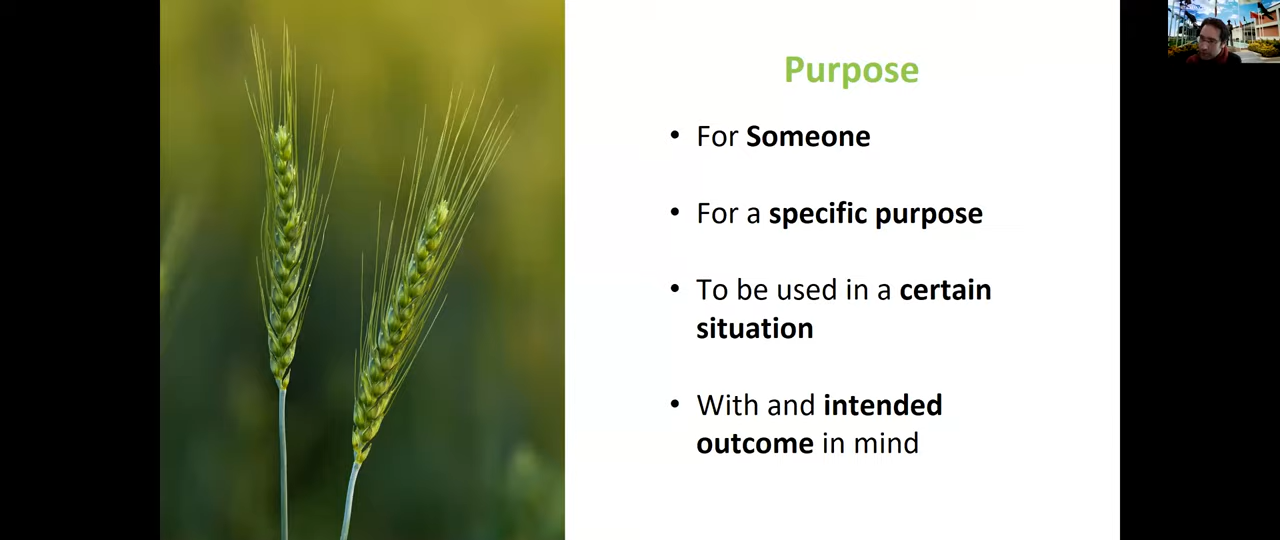 Purpose
• For Someone
• For a specific purpose
• To be used in a certain
situation
• With and intended
outcome in mind